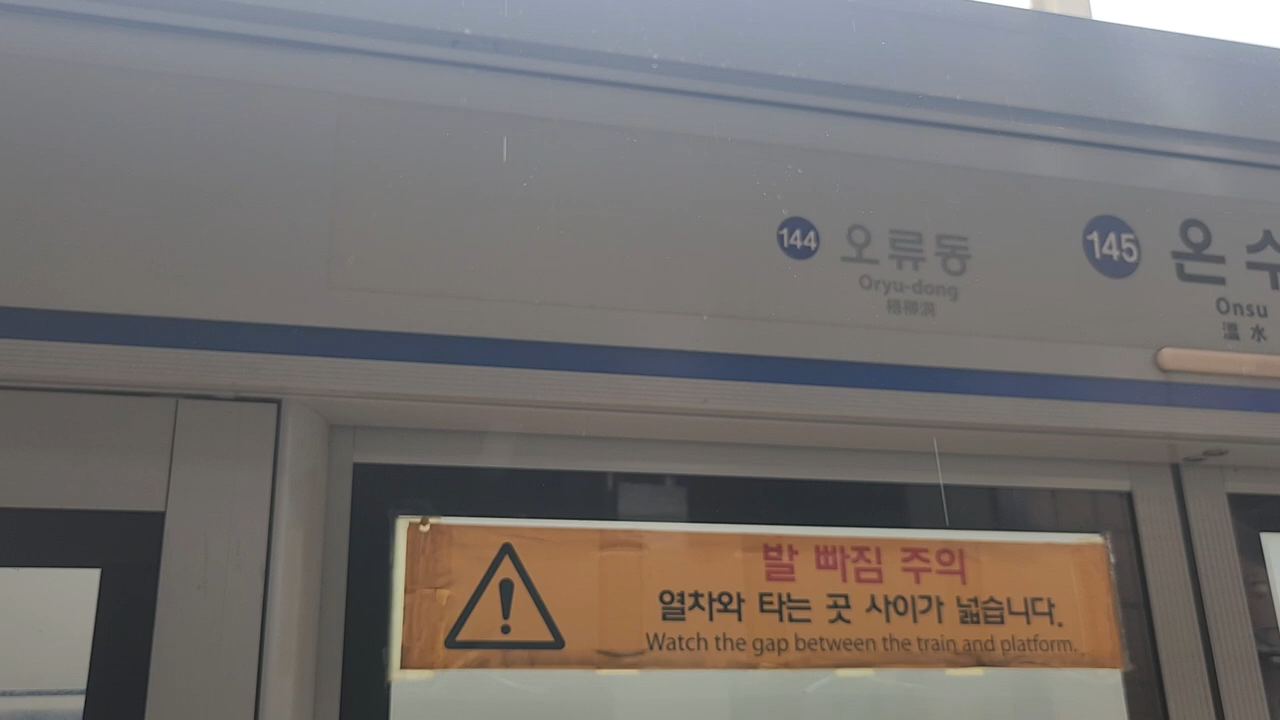 144 오류동
Oryu-dong
梧柳洞
145 온수
Onsu
溫水
발 빠짐 주의
열차와 타는 곳 사이가 넓습니다.
Watch the gap between the train and platform.